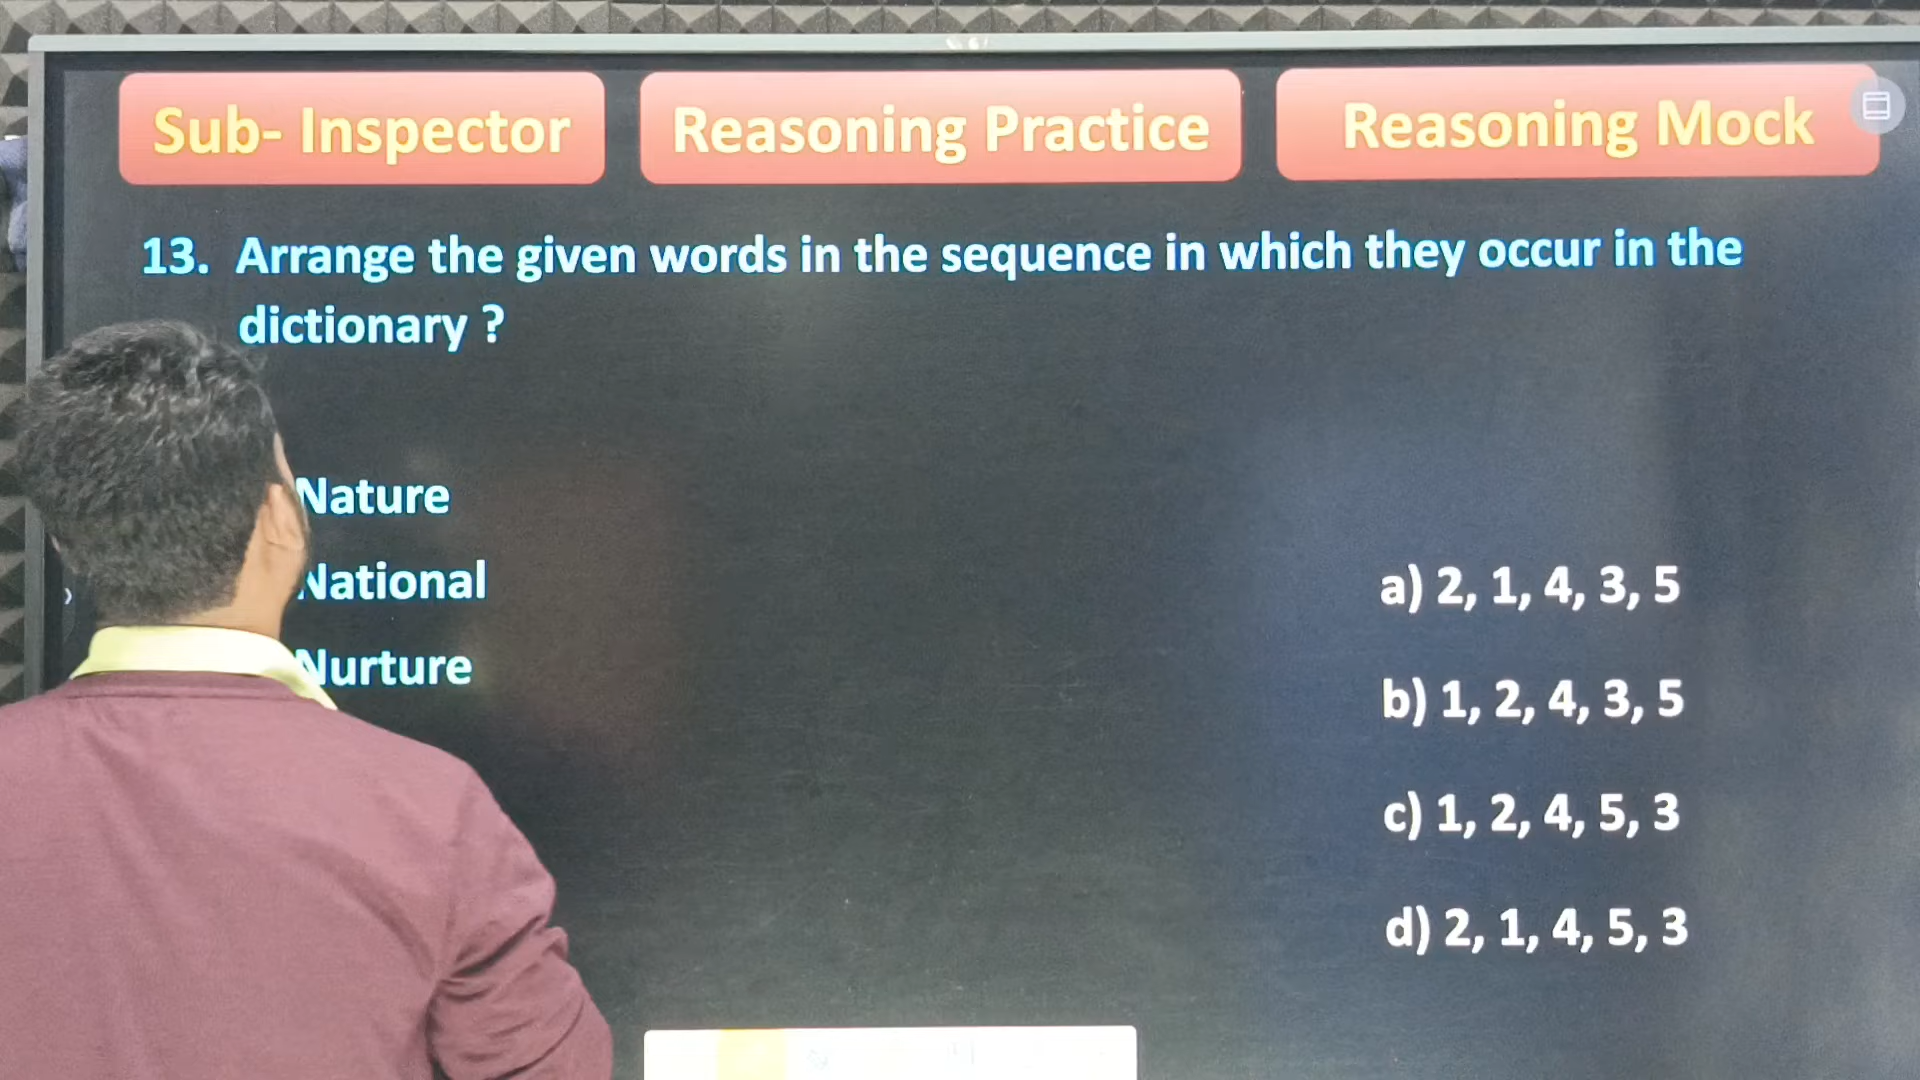 Sub- Inspector
Reasoning Practice
Reasoning Mock
13. Arrange the given words in the sequence in which they occur in the
dictionary ?
Nature
National
Nurture
a) 2, 1, 4, 3, 5
b) 1, 2, 4, 3, 5
c) 1, 2, 4, 5, 3
d) 2, 1, 4, 5, 3